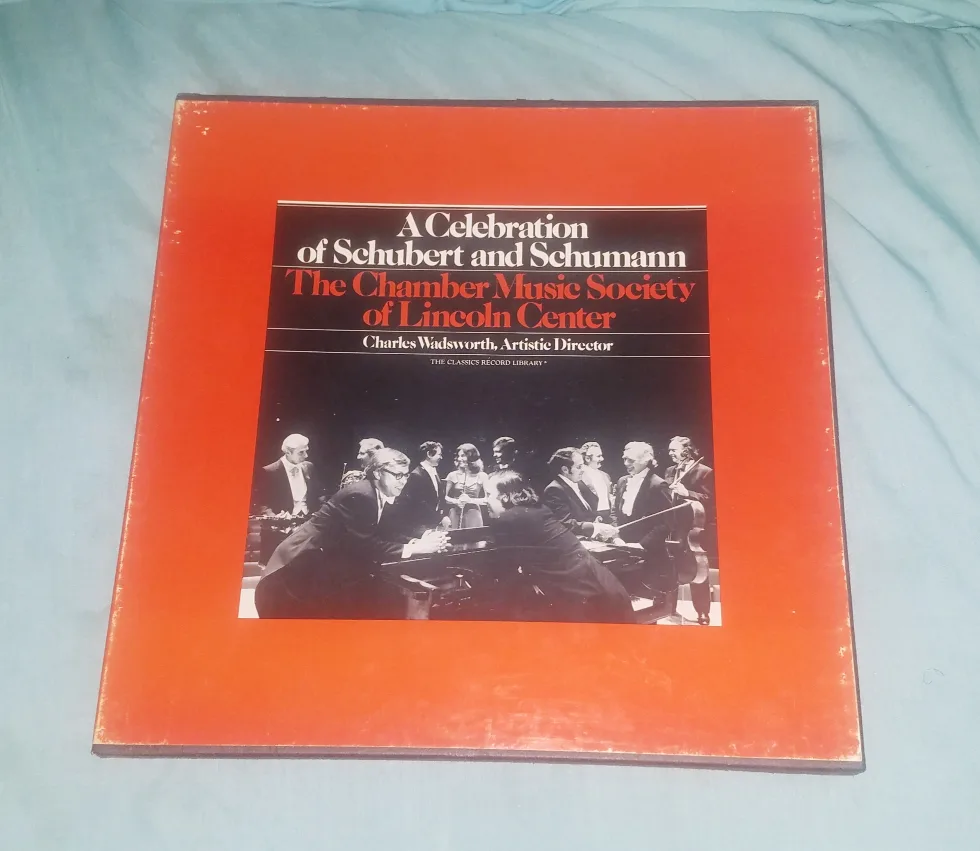 A Celebration
of Schubert and Schumann
The Chamber Music Society
of Lincoln Center
Charles Wadsworth, Artistic Director
THE CLASSICS RECORD LIBRARY®